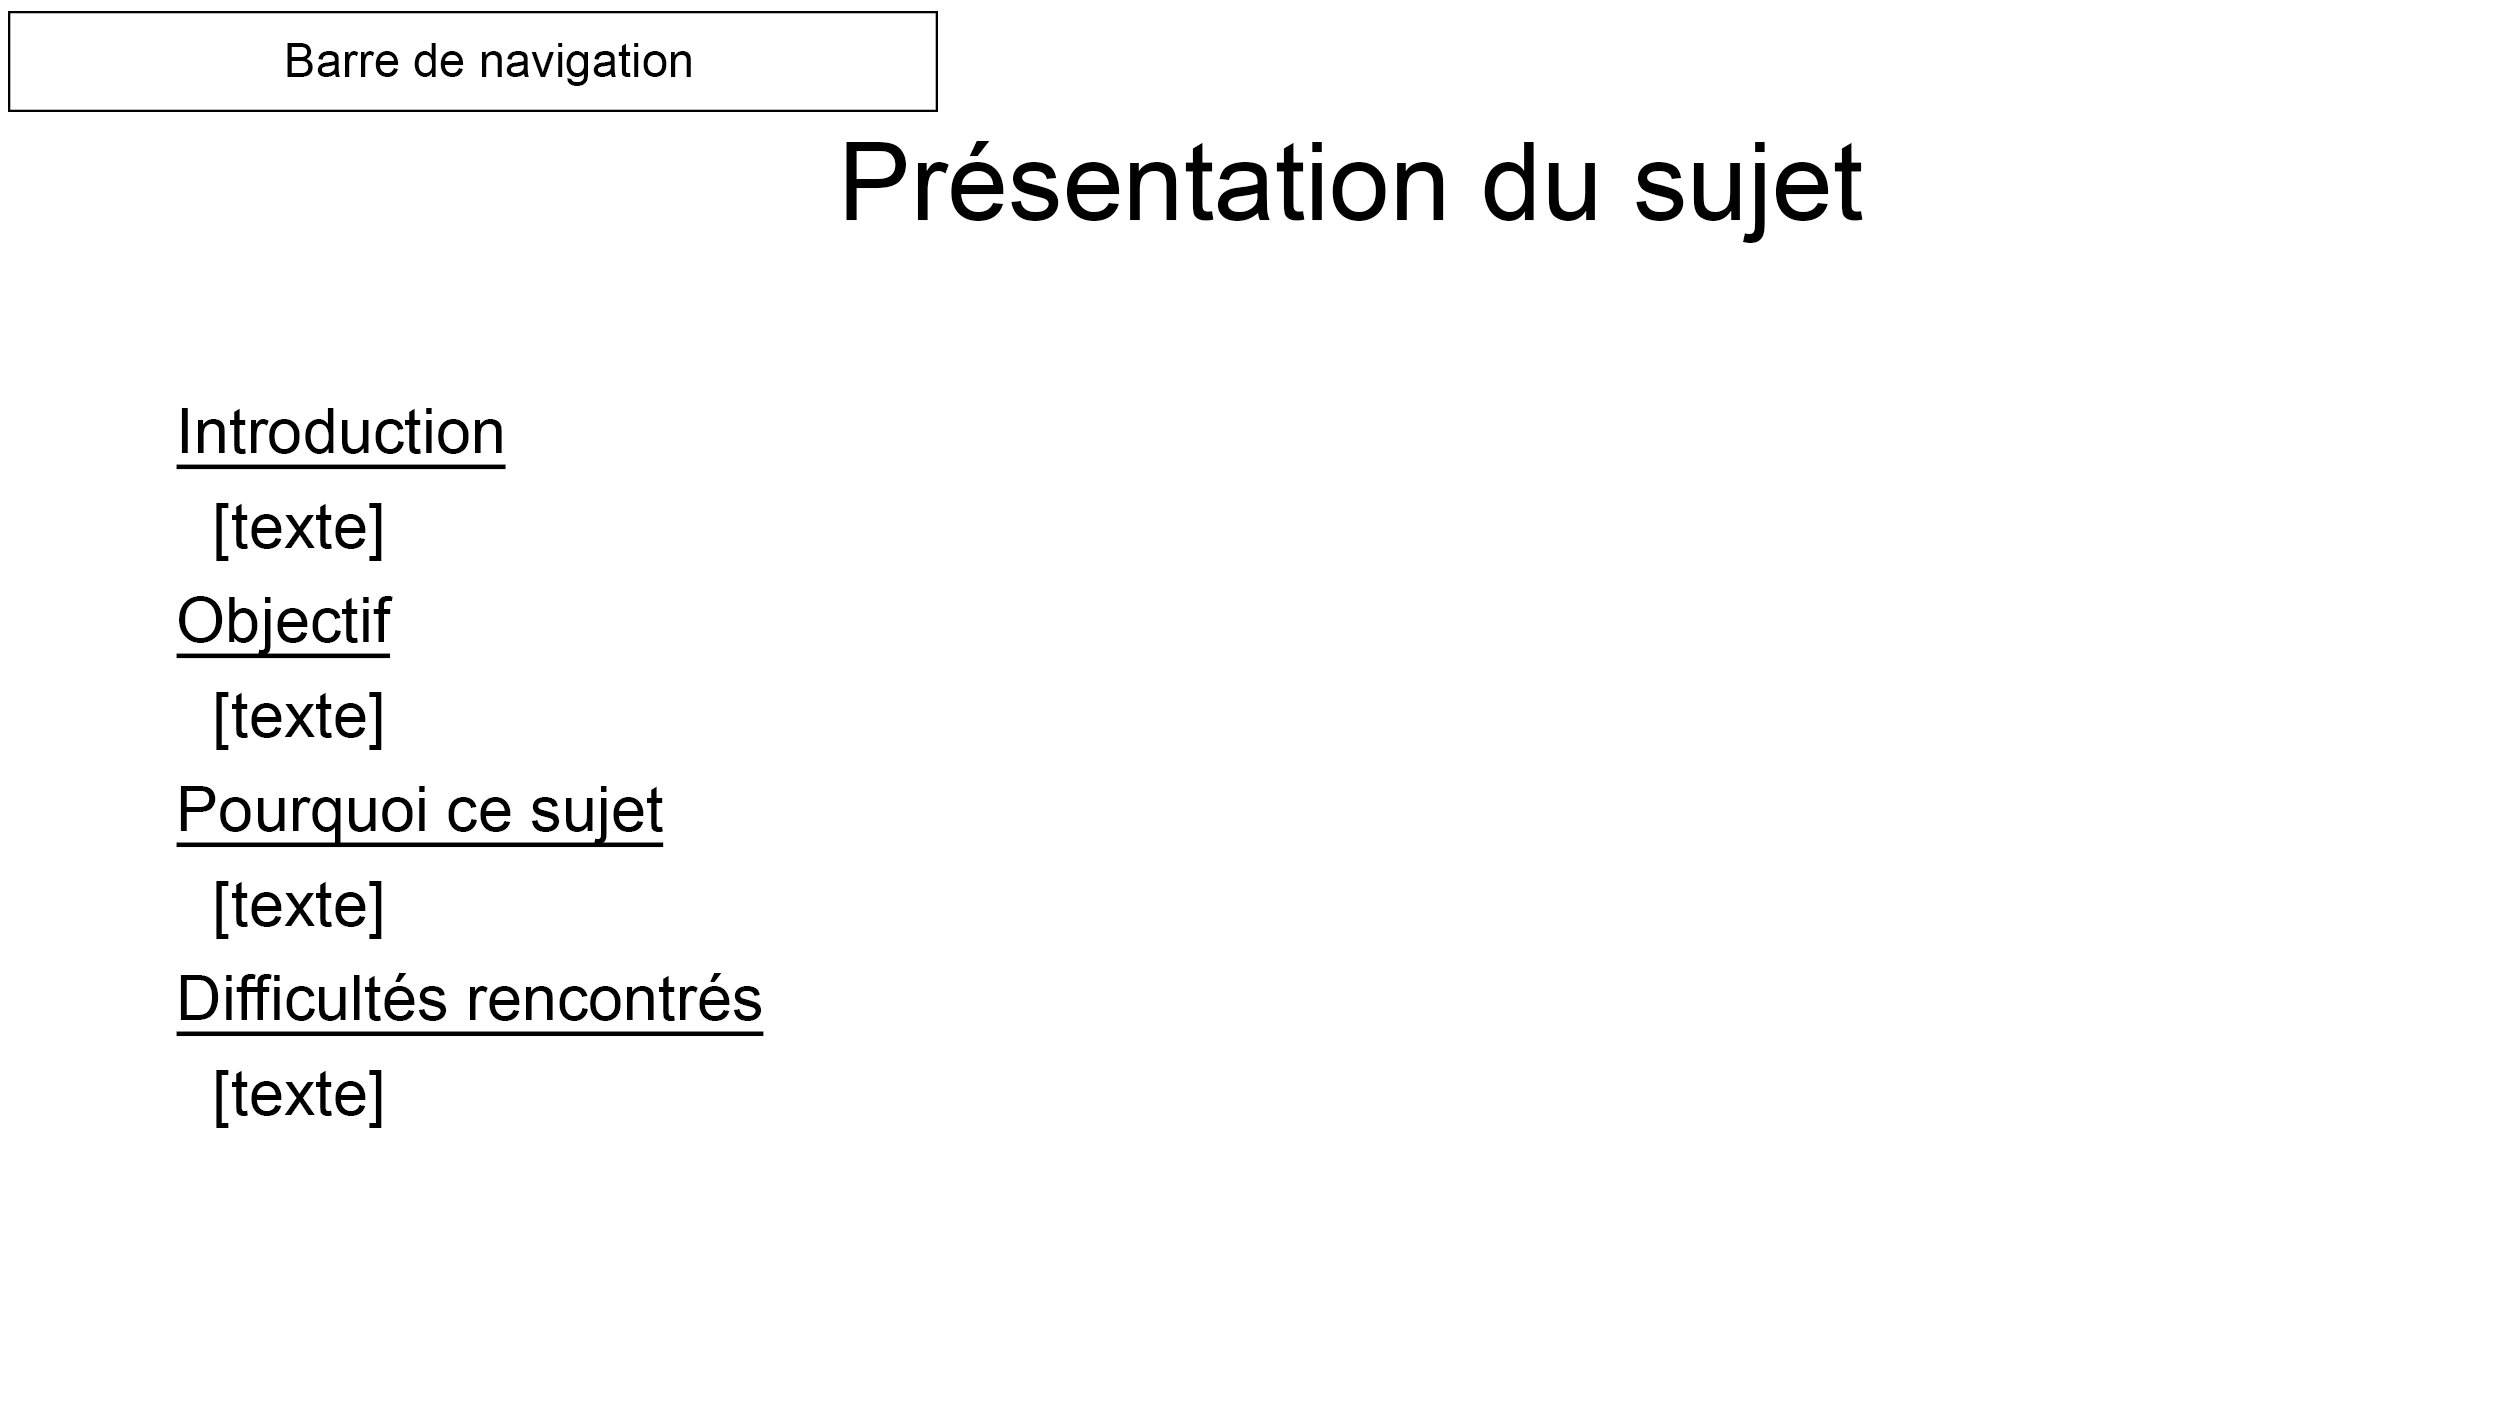 Barre de navigation
Présentation du sujet
Introduction
[texte]
Objectif
[texte]
Pourquoi ce sujet
[texte]
Difficultés rencontrés
[texte]